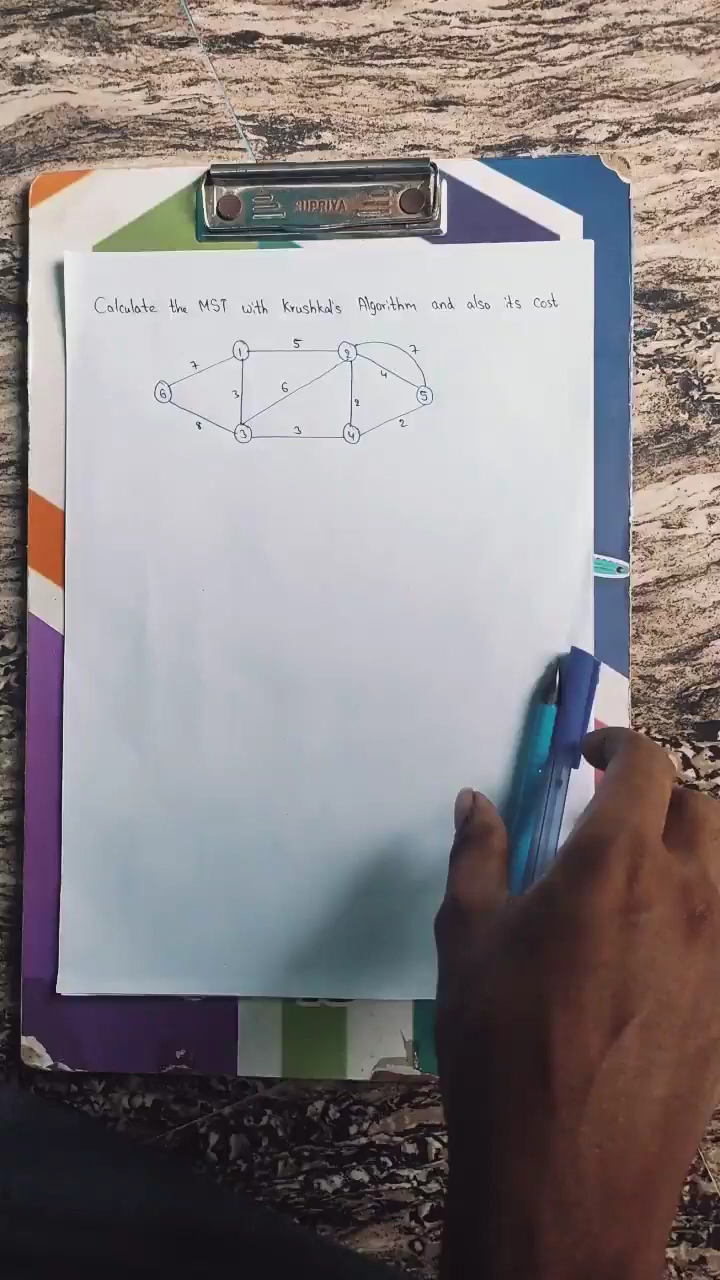 SUPRIYA
Calculate the MST with Krushkal's Algorithm and also its cost
1 5 2 7
7 4
6 3 6 2 5
8 3 3 4 2